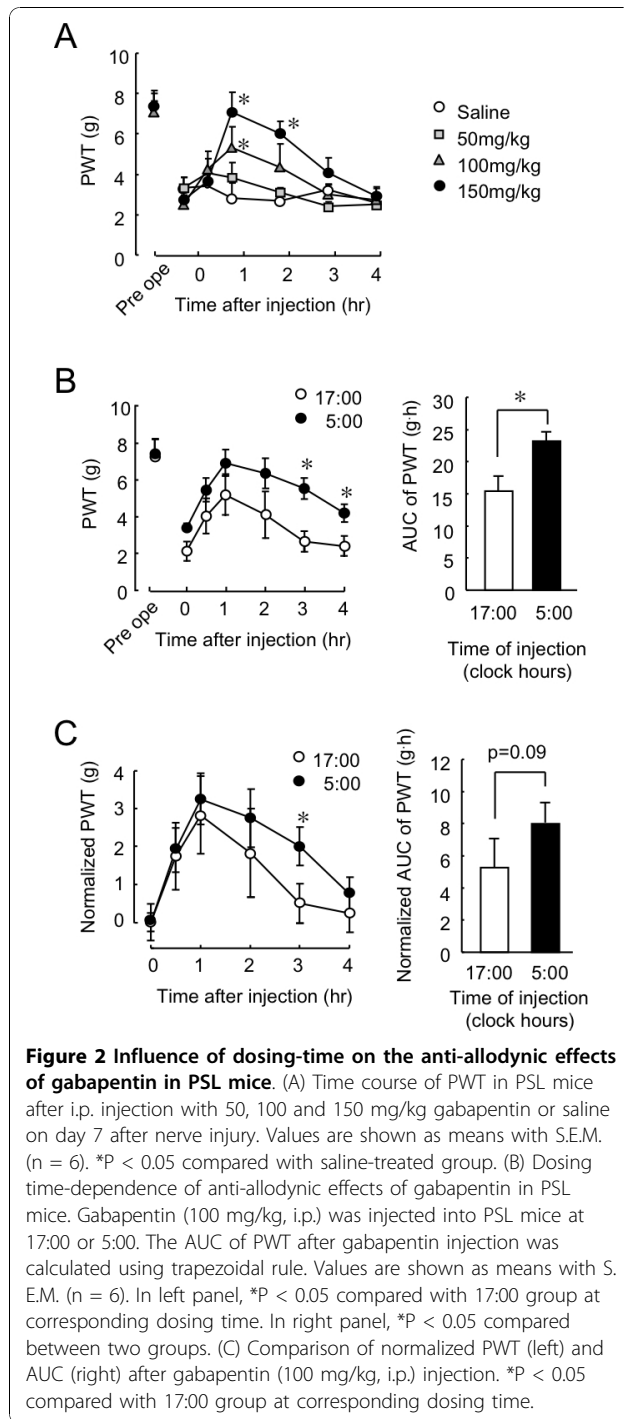 A
PWT (g)
10
8
6
4
2
0
*
*
*
Saline
50mg/kg
100mg/kg
150mg/kg
Pre ope
0 1 2 3 4
Time after injection (hr)
B
PWT (g)
10
8
6
4
2
0
17:00
5:00
*
*
Pre ope
0 1 2 3 4
Time after injection (hr)
AUC of PWT (g·h)
30
25
20
15
10
5
0
*
17:00 5:00
Time of injection
(clock hours)
C
Normalized PWT (g)
4
3
2
1
0
17:00
5:00
*
0 1 2 3 4
Time after injection (hr)
Normalized AUC of PWT (g·h)
12
10
8
6
4
2
0
p=0.09
17:00 5:00
Time of injection
(clock hours)
Figure 2 Influence of dosing-time on the anti-allodynic effects
of gabapentin in PSL mice. (A) Time course of PWT in PSL mice
after i.p. injection with 50, 100 and 150 mg/kg gabapentin or saline
on day 7 after nerve injury. Values are shown as means with S.E.M.
(n = 6). *P < 0.05 compared with saline-treated group. (B) Dosing
time-dependence of anti-allodynic effects of gabapentin in PSL
mice. Gabapentin (100 mg/kg, i.p.) was injected into PSL mice at
17:00 or 5:00. The AUC of PWT after gabapentin injection was
calculated using trapezoidal rule. Values are shown as means with S.
E.M. (n = 6). In left panel, *P < 0.05 compared with 17:00 group at
corresponding dosing time. In right panel, *P < 0.05 compared
between two groups. (C) Comparison of normalized PWT (left) and
AUC (right) after gabapentin (100 mg/kg, i.p.) injection. *P < 0.05
compared with 17:00 group at corresponding dosing time.